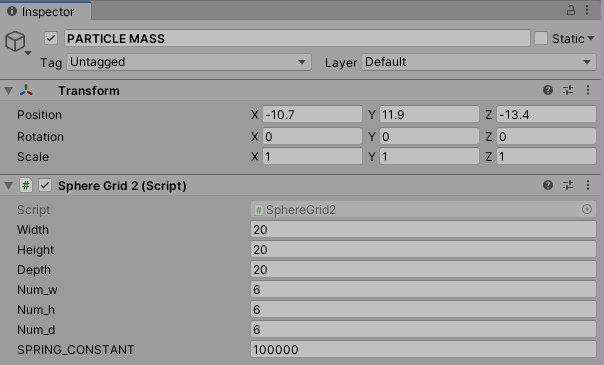 Inspector
PARTICLE MASS Static
Tag Untagged Layer Default
Transform
Position X -10.7 Y 11.9 Z -13.4
Rotation X 0 Y 0 Z 0
Scale X 1 Y 1 Z 1
# Sphere Grid 2 (Script)
Script # SphereGrid2
Width 20
Height 20
Depth 20
Num_w 6
Num_h 6
Num_d 6
SPRING_CONSTANT 100000